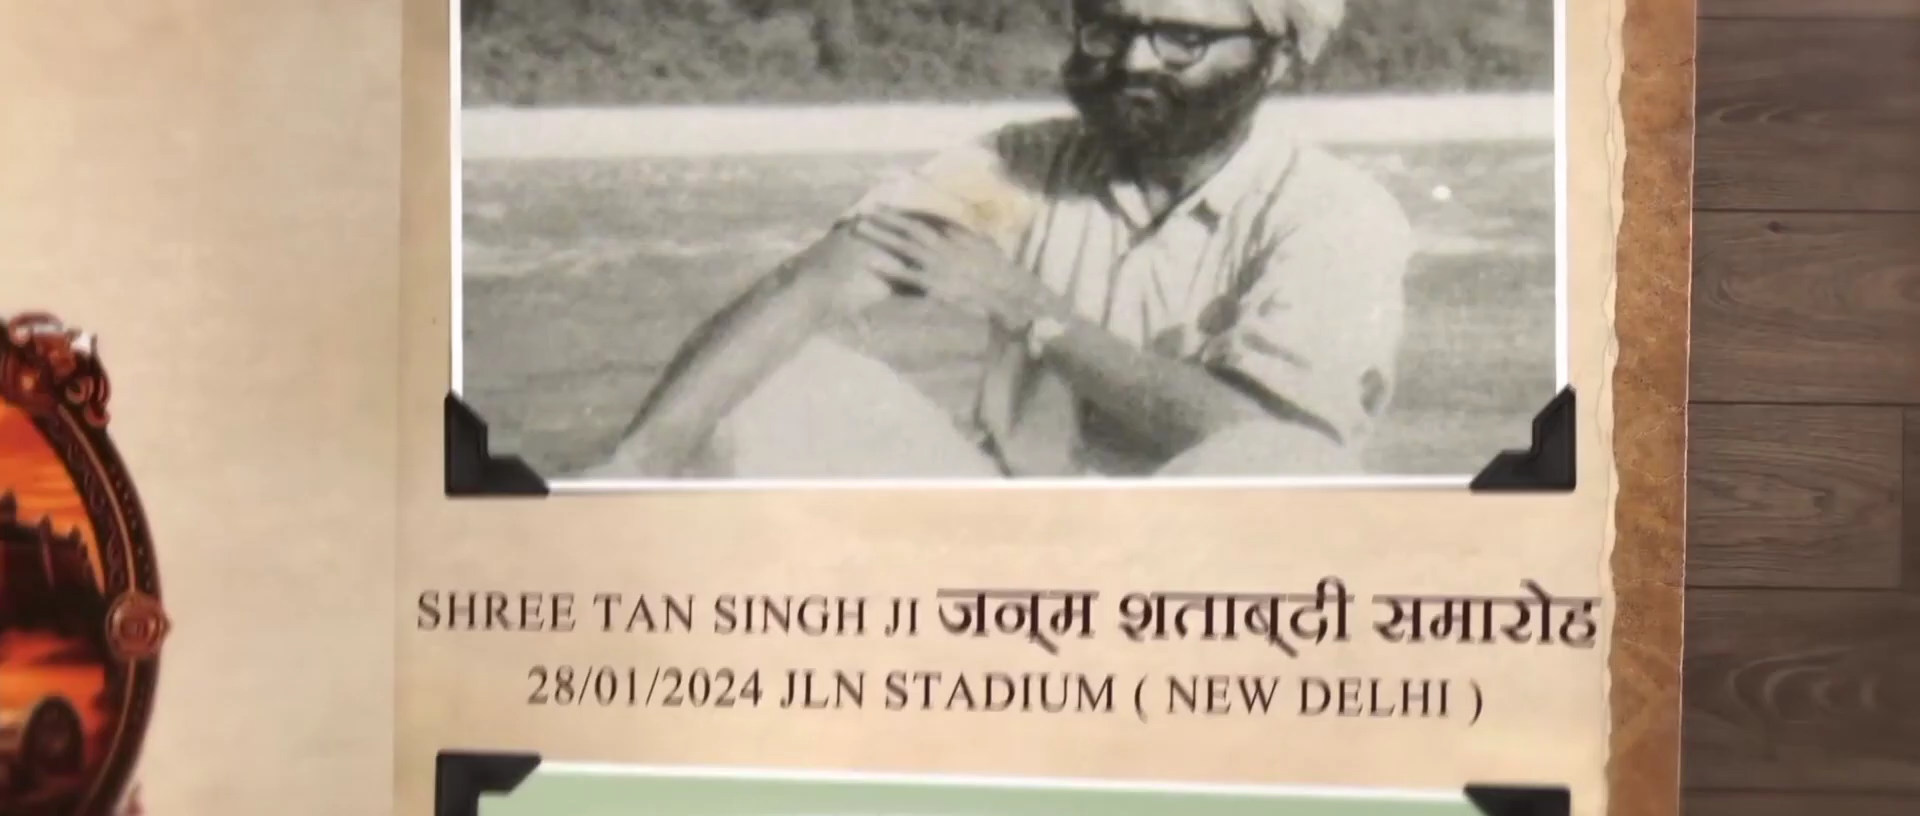 SHREE TAN SINGH JI जन्म शताब्दी समारोह
28/01/2024 JLN STADIUM ( NEW DELHI )